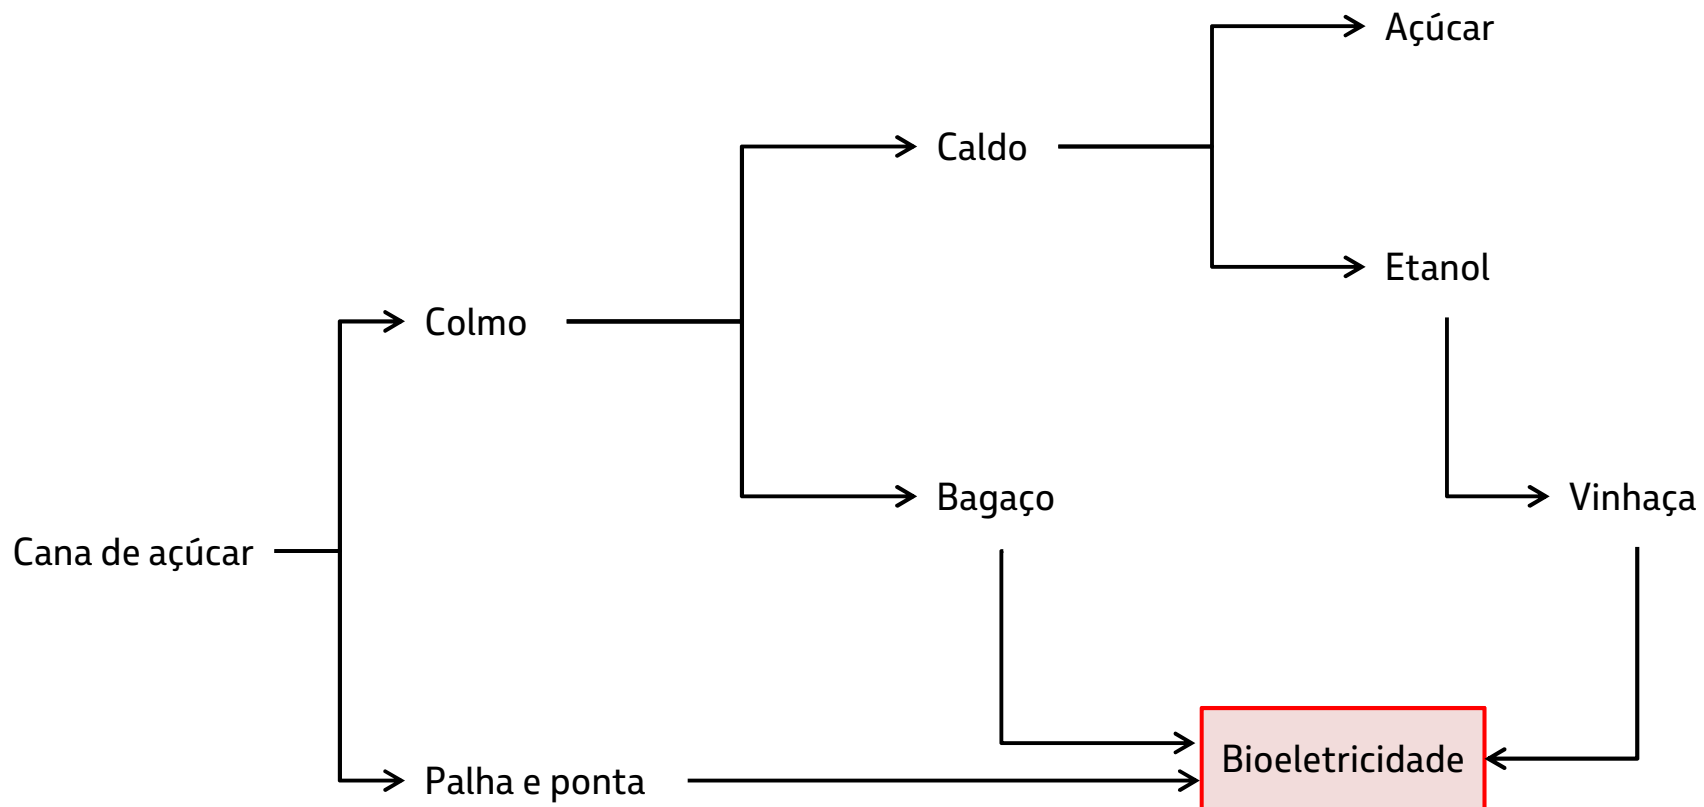 Açúcar
Caldo
Etanol
Colmo
Bagaço
Vinhaça
Cana de açúcar
Bioeletricidade
Palha e ponta